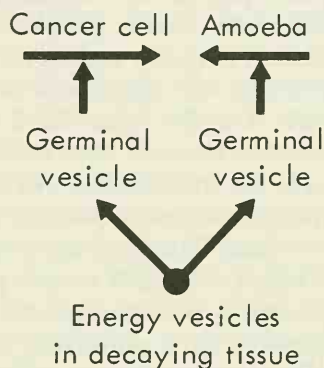 Cancer cell Amoeba
Germinal Germinal
vesicle vesicle
Energy vesicles
in decaying tissue